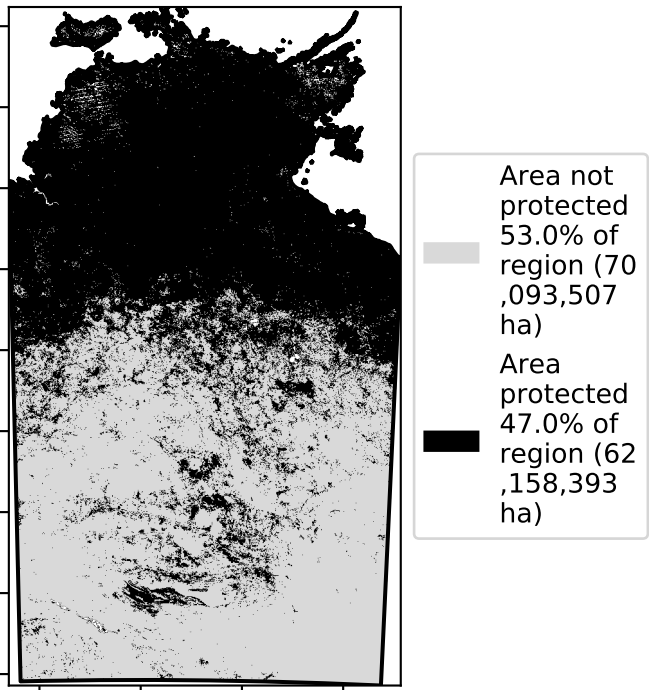 Area not
protected
53.0% of
region (70
,093,507
ha)
Area
protected
47.0% of
region (62
,158,393
ha)